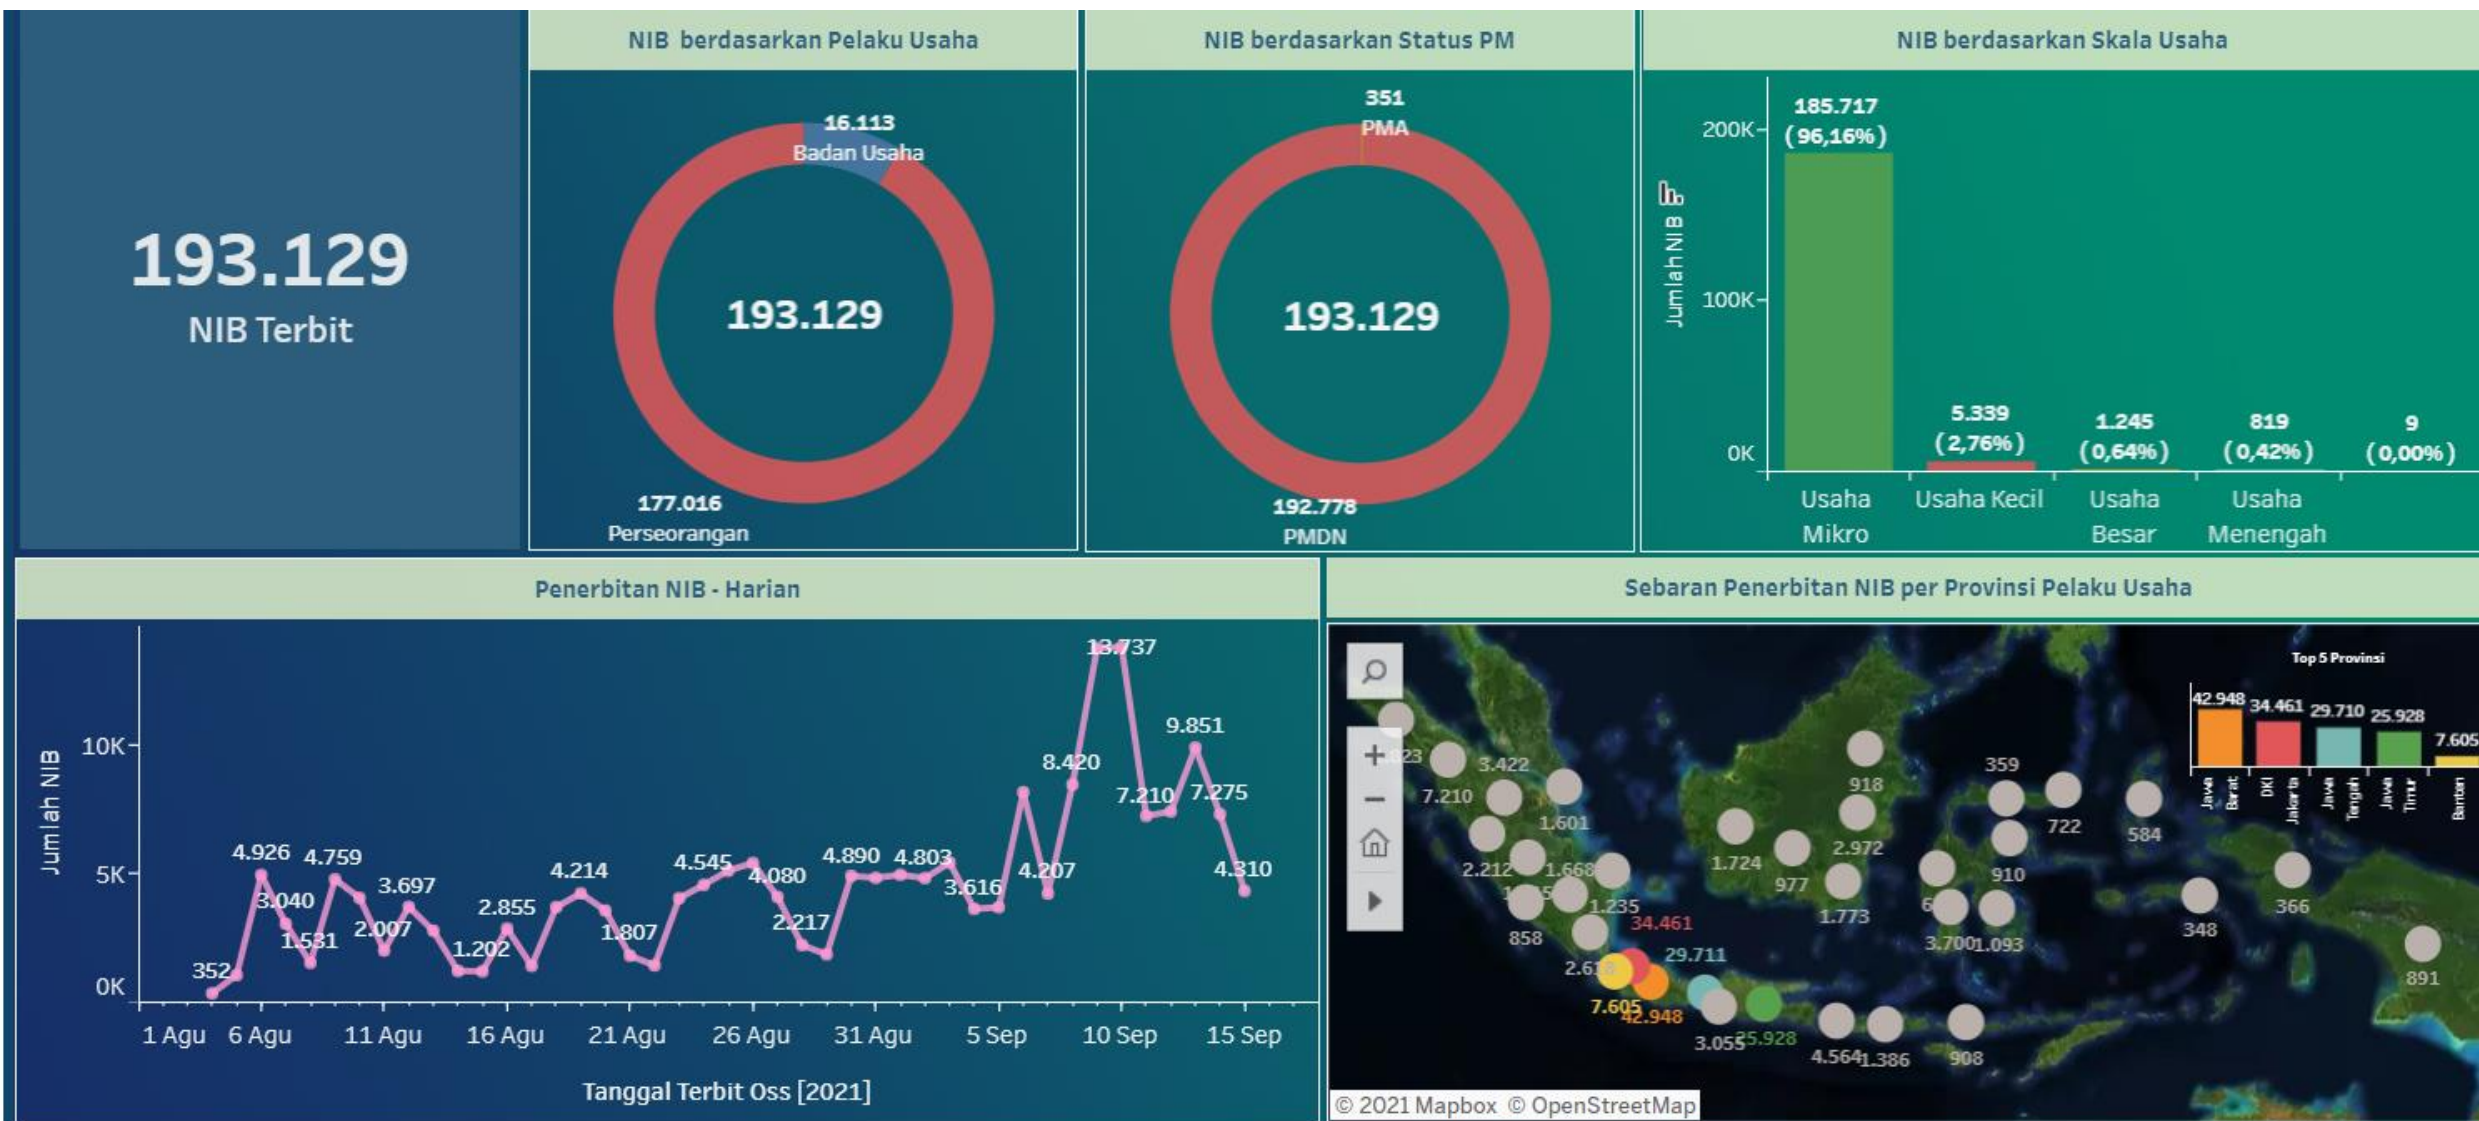 193.129
NIB Terbit
NIB berdasarkan Pelaku Usaha
16.113
Badan Usaha
193.129
177.016
Perseorangan
NIB berdasarkan Status PM
351
PMA
193.129
192.778
PMDN
NIB berdasarkan Skala Usaha
Jumlah NIB
200K
100K
0K
185.717
(96,16%)
5.339
(2,76%)
1.245
(0,64%)
819
(0,42%)
9
(0,00%)
Usaha
Mikro
Usaha Kecil
Usaha
Besar
Usaha
Menengah
Penerbitan NIB - Harian
Jumlah NIB
10K
5K
0K
352
4.926
3.040
1.531
4.759
2.007
3.697
1.202
2.855
4.214
1.807
4.545
4.080
2.217
4.890
4.803
3.616
4.207
8.420
13.737
7.210
9.851
7.275
4.310
1 Agu
6 Agu
11 Agu
16 Agu
21 Agu
26 Agu
31 Agu
5 Sep
10 Sep
15 Sep
Tanggal Terbit Oss [2021]
Sebaran Penerbitan NIB per Provinsi Pelaku Usaha
Top 5 Provinsi
42.948
34.461
29.710
25.928
7.605
Jawa
Barat
DKI
Jakarta
Jawa
Tengah
Jawa
Timur
Banten
7.210
3.422
1.601
2.212
1.668
1.235
858
34.461
29.711
7.605
42.948
3.055
25.928
4.564
1.386
908
918
2.972
1.724
977
1.773
359
722
584
910
3.700
1.093
348
366
891
© 2021 Mapbox © OpenStreetMap